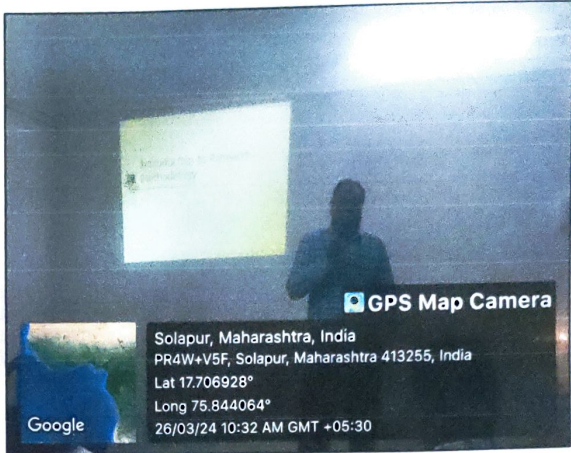 GPS Map Camera
Solapur, Maharashtra, India
PR4W+V5F, Solapur, Maharashtra 413255, India
Lat 17.706928°
Long 75.844064°
26/03/24 10:32 AM GMT +05:30
Google